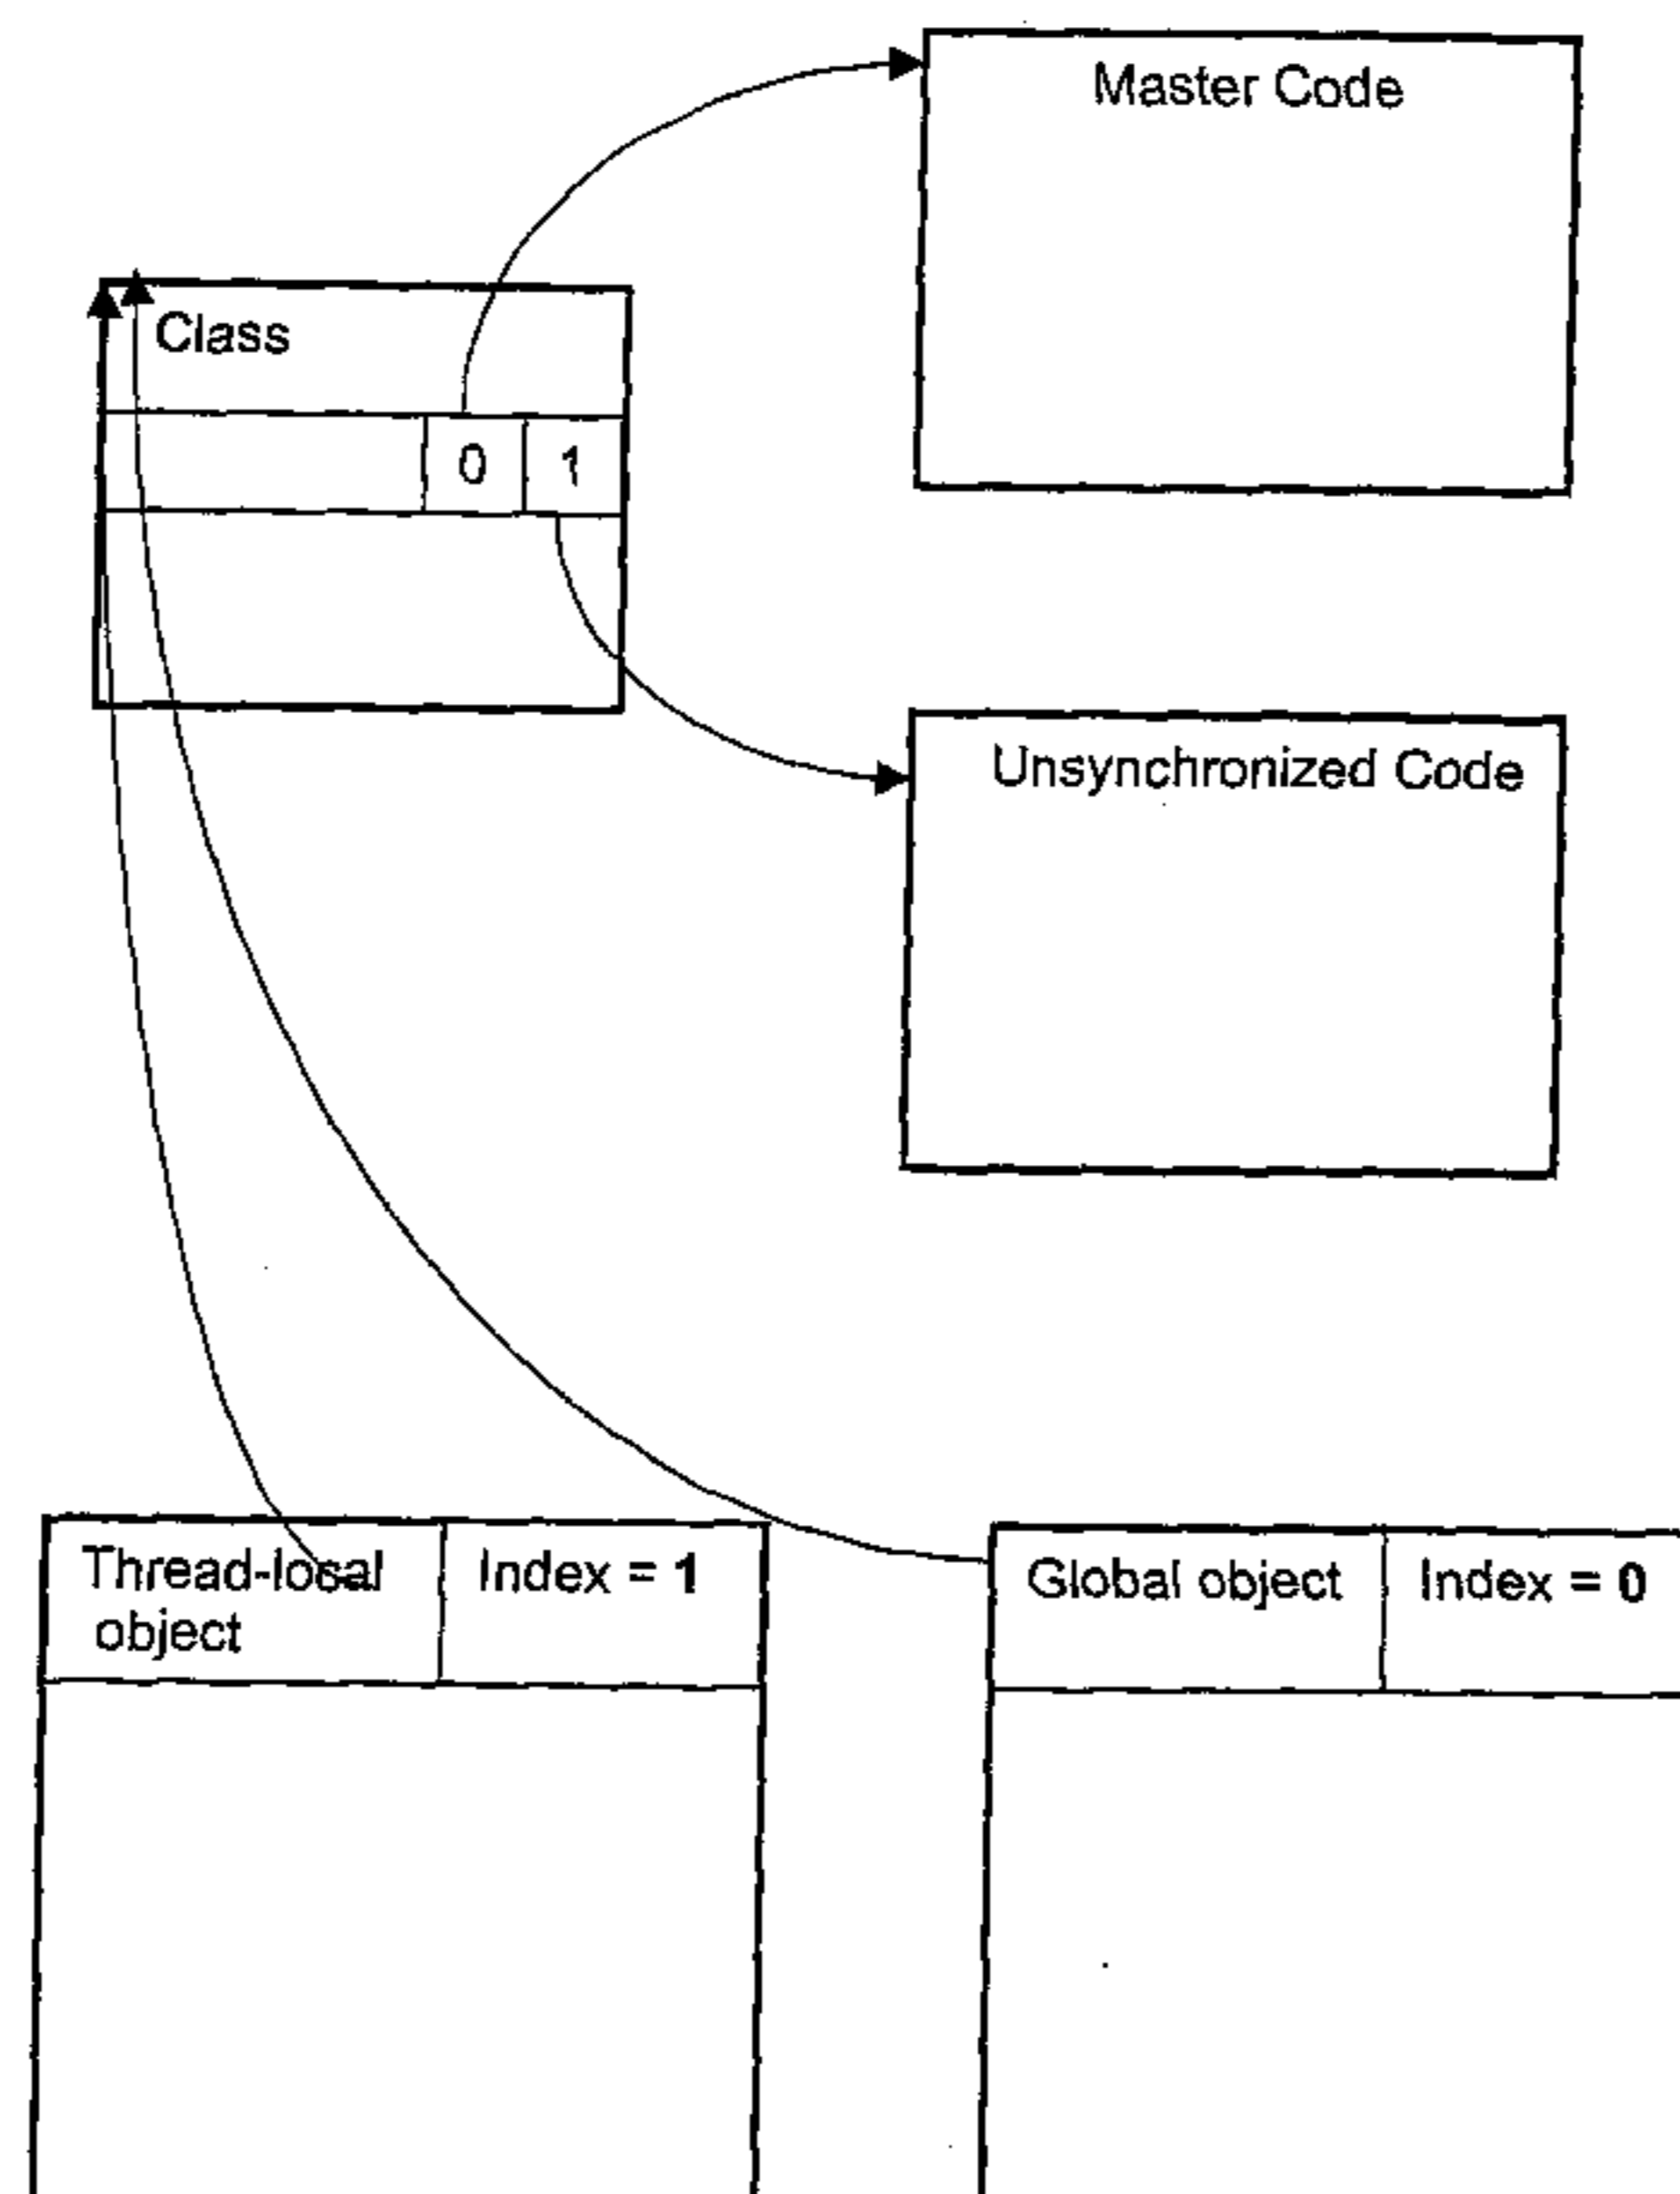 Master Code
Class
0 1
Unsynchronized Code
Thread-local
object
Index = 1
Global object
Index = 0